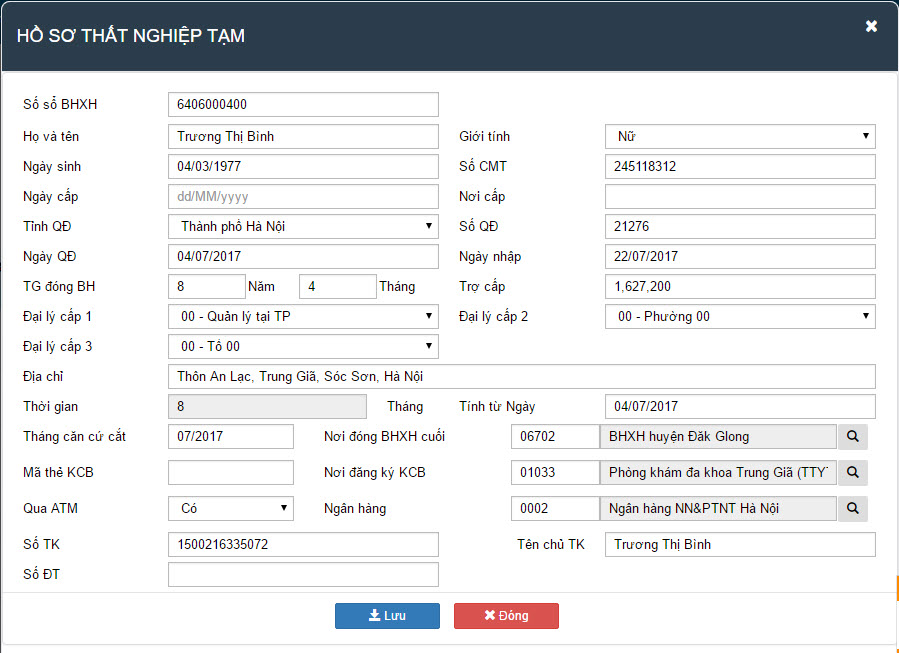 HỒ SƠ THẤT NGHIỆP TẠM
Số sổ BHXH 6406000400
Họ và tên Trương Thị Bình Giới tính Nữ
Ngày sinh 04/03/1977 Số CMT 245118312
Ngày cấp dd/MM/yyyy Nơi cấp
Tỉnh QĐ Thành phố Hà Nội Số QĐ 21276
Ngày QĐ 04/07/2017 Ngày nhập 22/07/2017
TG đóng BH 8 Năm 4 Tháng Trợ cấp 1,627,200
Đại lý cấp 1 00 - Quản lý tại TP Đại lý cấp 2 00 - Phường 00
Đại lý cấp 3 00 - Tổ 00
Địa chỉ Thôn An Lạc, Trung Giã, Sóc Sơn, Hà Nội
Thời gian 8 Tháng Tính từ Ngày 04/07/2017
Tháng căn cứ cắt 07/2017 Nơi đóng BHXH cuối 06702 BHXH huyện Đăk Glong
Mã thẻ KCB Nơi đăng ký KCB 01033 Phòng khám đa khoa Trung Giã (TTYT
Qua ATM Có Ngân hàng 0002 Ngân hàng NN&PTNT Hà Nội
Số TK 1500216335072 Tên chủ TK Trương Thị Bình
Số ĐT
Lưu Đóng